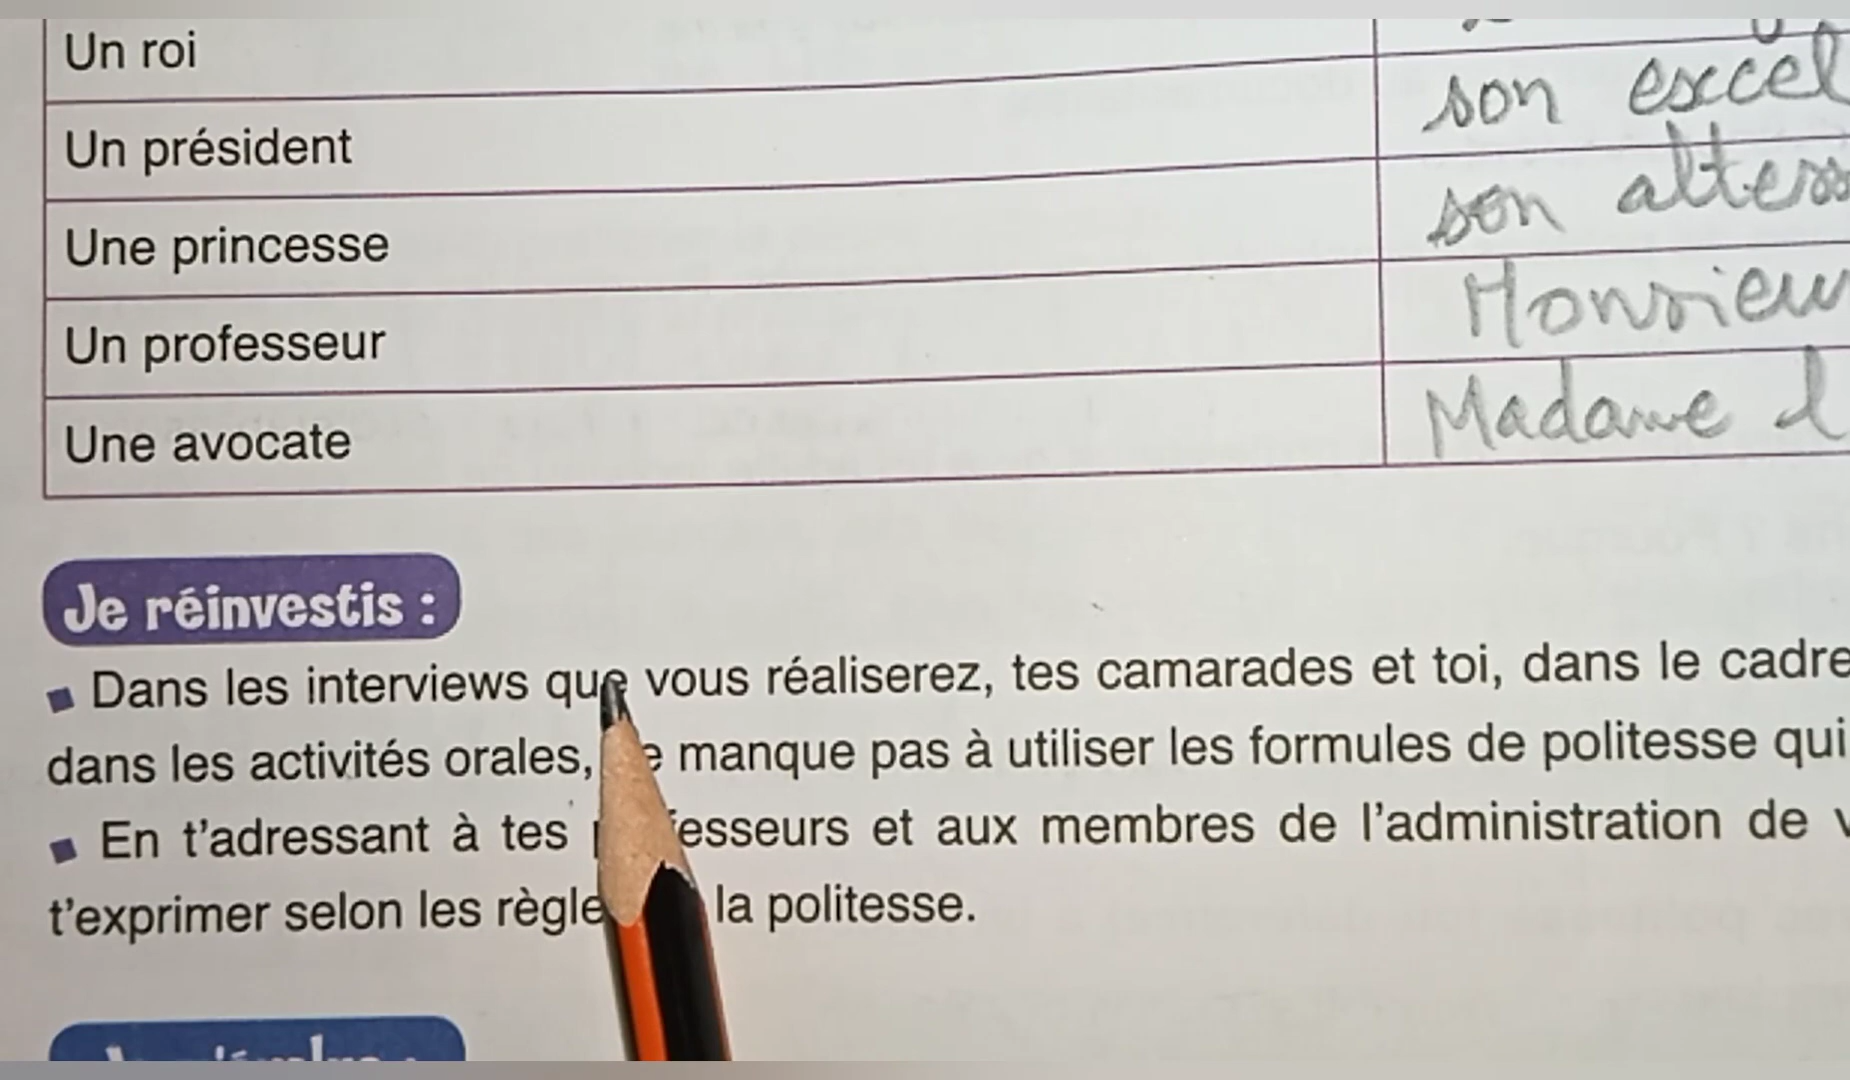 Un roi
son excel
Un président
son altess
Une princesse
Monsieur
Un professeur
Madame l
Une avocate
Je réinvestis :
Dans les interviews que vous réaliserez, tes camarades et toi, dans le cadre
dans les activités orales, manque pas à utiliser les formules de politesse qui
En t'adressant à tes esseurs et aux membres de l'administration de v
t'exprimer selon les règle la politesse.